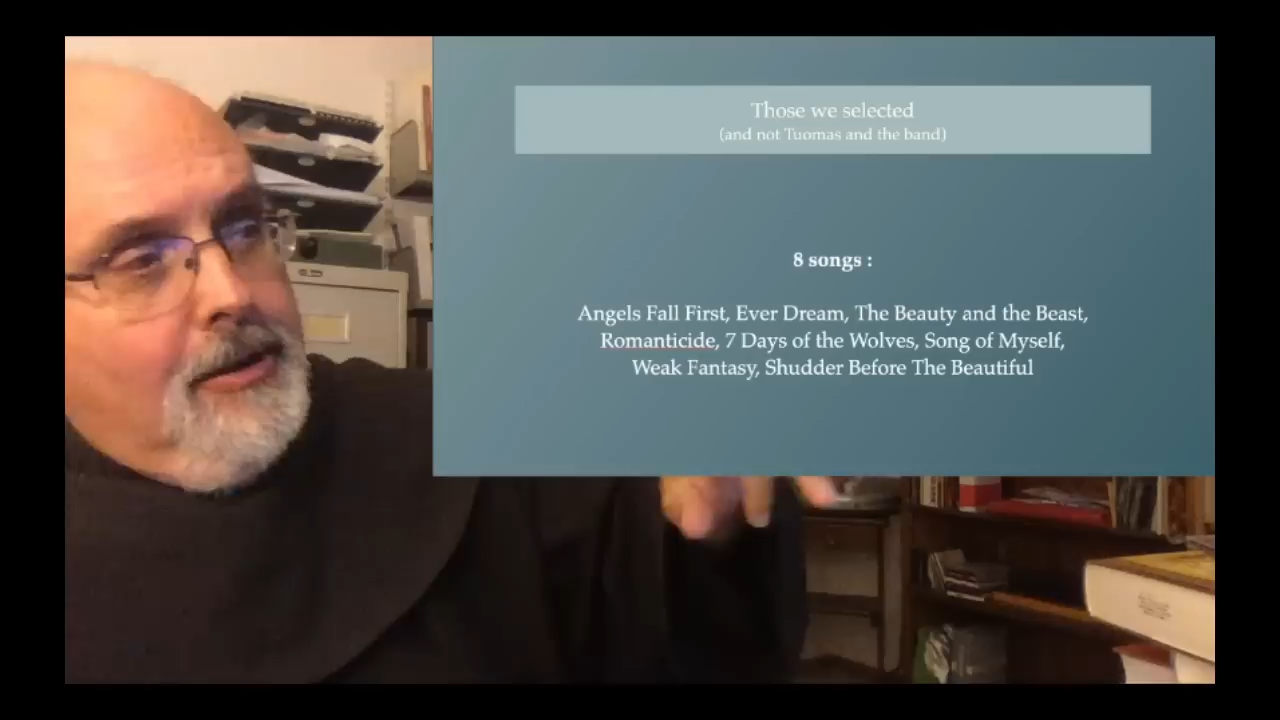 Those we selected
(and not Tuomas and the band)
8 songs :
Angels Fall First, Ever Dream, The Beauty and the Beast,
Romanticide, 7 Days of the Wolves, Song of Myself,
Weak Fantasy, Shudder Before The Beautiful